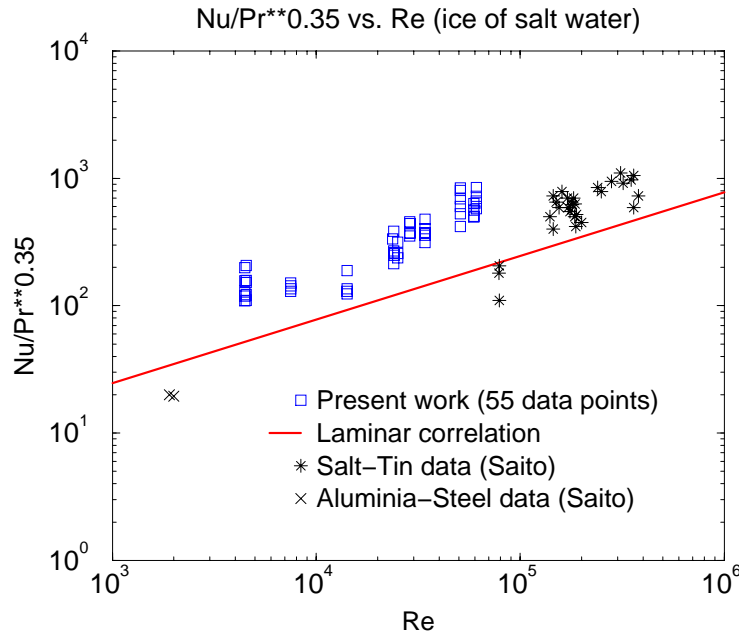 Nu/Pr**0.35 vs. Re (ice of salt water)
10^4
10^3
10^2
10^1
10^0
Nu/Pr**0.35
Present work (55 data points)
Laminar correlation
Salt−Tin data (Saito)
Aluminia−Steel data (Saito)
10^3 10^4 10^5 10^6
Re